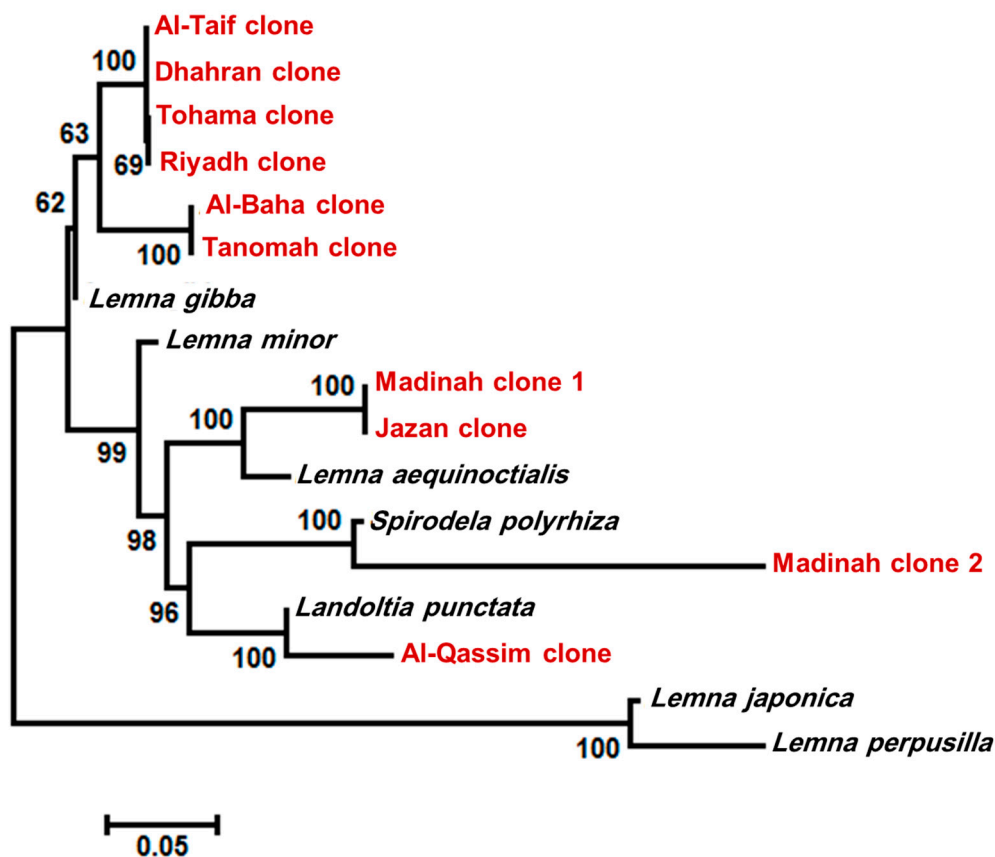 Al-Taif clone
100
Dhahran clone
Tohama clone
63
69 Riyadh clone
62
Al-Baha clone
100 Tanomah clone
Lemna gibba
Lemna minor
100 Madinah clone 1
100
Jazan clone
99
Lemna aequinoctialis
100 Spirodela polyrhiza
98
Madinah clone 2
96
Landoltia punctata
100 Al-Qassim clone
Lemna japonica
100
Lemna perpusilla
0.05